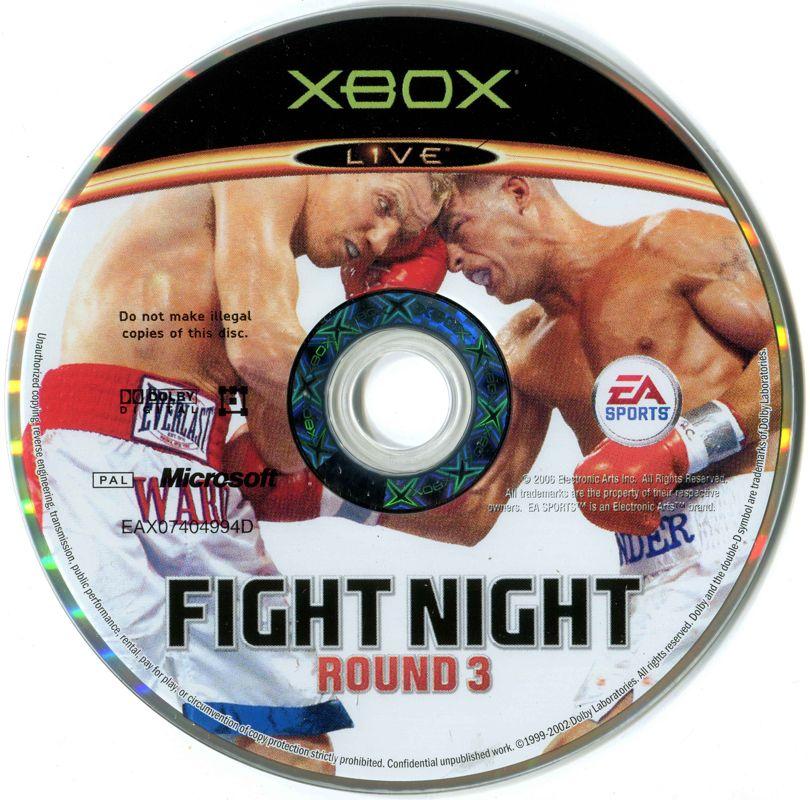 XBOX
LIVE
Do not make illegal
copies of this disc.
DOLBY
DIGITAL
EVERLAST
EA
SPORTS
PAL
Microsoft
WARD
© 2006 Electronic Arts Inc. All Rights Reserved.
All trademarks are the property of their respective
owners. EA SPORTS™ is an Electronic Arts™ brand.
EAX07404994D
NDER
FIGHT NIGHT
ROUND 3
Unauthorized copying, reverse engineering, transmission, public performance, rental, pay for play, or circumvention of copy protection strictly prohibited. Confidential unpublished work. ©1999-2002 Dolby Laboratories. All rights reserved. Dolby and the double-D symbol are trademarks of Dolby Laboratories.